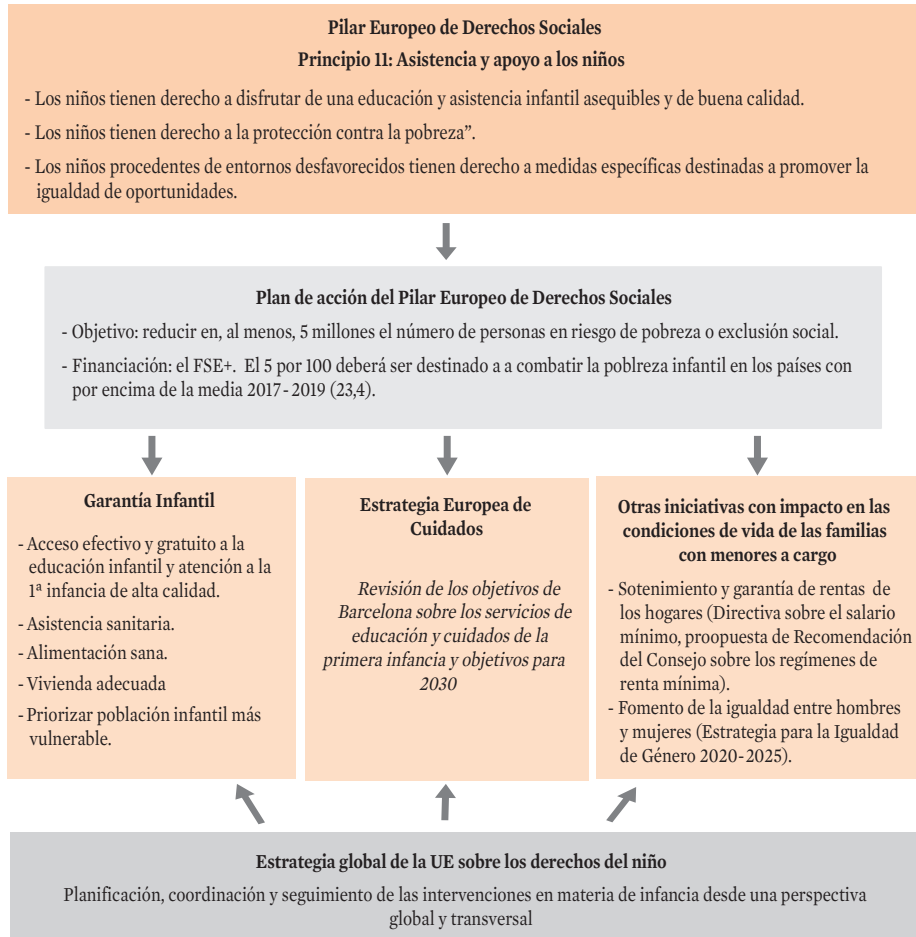 Pilar Europeo de Derechos Sociales
Principio 11: Asistencia y apoyo a los niños
- Los niños tienen derecho a disfrutar de una educación y asistencia infantil asequibles y de buena calidad.
- Los niños tienen derecho a la protección contra la pobreza”.
- Los niños procedentes de entornos desfavorecidos tienen derecho a medidas específicas destinadas a promover la
igualdad de oportunidades.
Plan de acción del Pilar Europeo de Derechos Sociales
- Objetivo: reducir en, al menos, 5 millones el número de personas en riesgo de pobreza o exclusión social.
- Financiación: el FSE+. El 5 por 100 deberá ser destinado a a combatir la poblreza infantil en los países con
por encima de la media 2017-2019 (23,4).
Garantía Infantil
- Acceso efectivo y gratuito a la
educación infantil y atención a la
1ª infancia de alta calidad.
- Asistencia sanitaria.
- Alimentación sana.
- Vivienda adecuada
- Priorizar población infantil más
vulnerable.
Estrategia Europea de
Cuidados
Revisión de los objetivos de
Barcelona sobre los servicios de
educación y cuidados de la
primera infancia y objetivos para
2030
Otras iniciativas con impacto en las
condiciones de vida de las familias
con menores a cargo
- Sotenimiento y garantía de rentas de
los hogares (Directiva sobre el salario
mínimo, proopuesta de Recomendación
del Consejo sobre los regímenes de
renta mínima).
- Fomento de la igualdad entre hombres
y mujeres (Estrategia para la Igualdad
de Género 2020-2025).
Estrategia global de la UE sobre los derechos del niño
Planificación, coordinación y seguimiento de las intervenciones en materia de infancia desde una perspectiva
global y transversal